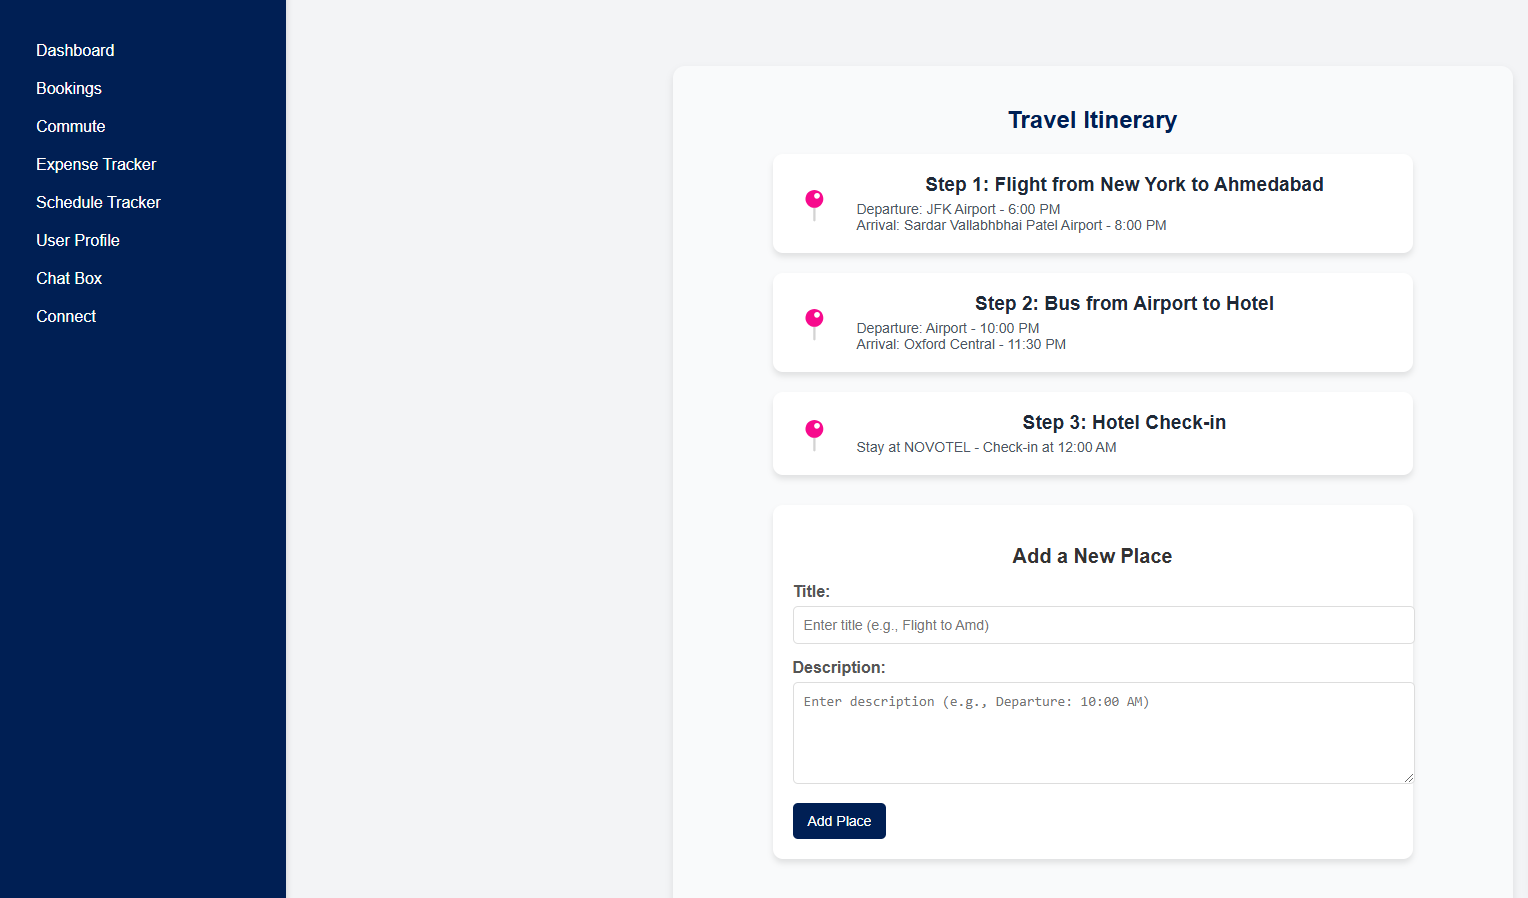 Dashboard
Bookings
Commute
Expense Tracker
Schedule Tracker
User Profile
Chat Box
Connect
Travel Itinerary
Step 1: Flight from New York to Ahmedabad
Departure: JFK Airport - 6:00 PM
Arrival: Sardar Vallabhbhai Patel Airport - 8:00 PM
Step 2: Bus from Airport to Hotel
Departure: Airport - 10:00 PM
Arrival: Oxford Central - 11:30 PM
Step 3: Hotel Check-in
Stay at NOVOTEL - Check-in at 12:00 AM
Add a New Place
Title:
Enter title (e.g., Flight to Amd)
Description:
Enter description (e.g., Departure: 10:00 AM)
Add Place